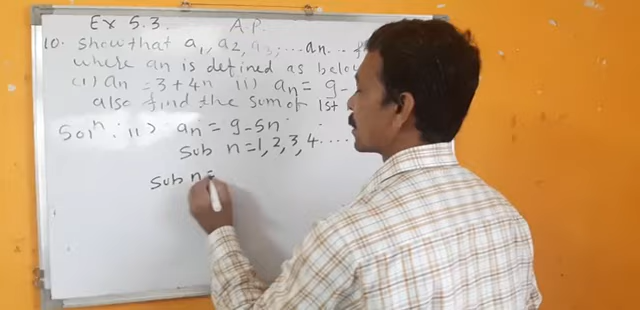 Ex 5.3. A.P.
10. Show that a1, a2, a3, ... an ...
where an is defined as below
(i) an = 3 + 4n ii) an = 9 -
also find the sum of 1st
Soln: ii) an = 9 - 5n
Sub n = 1, 2, 3, 4 .....
Sub n =